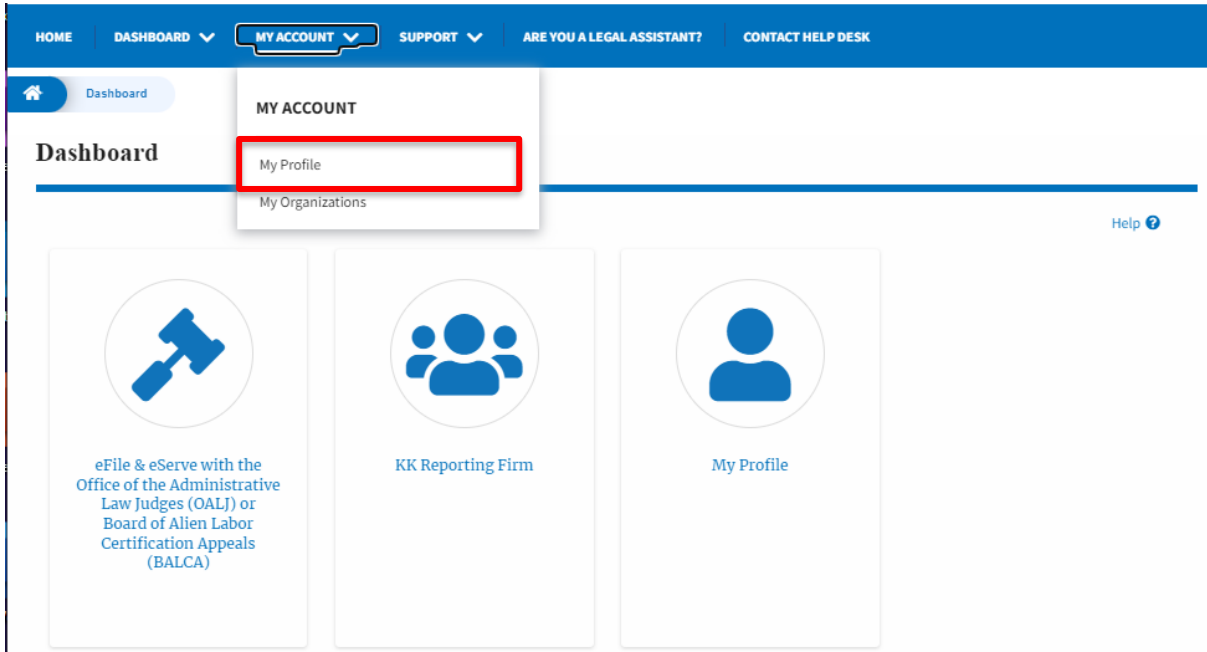 HOME DASHBOARD MY ACCOUNT SUPPORT ARE YOU A LEGAL ASSISTANT? CONTACT HELP DESK
Dashboard
MY ACCOUNT
Dashboard
My Profile
My Organizations
Help
eFile & eServe with the
Office of the Administrative
Law Judges (OALJ) or
Board of Alien Labor
Certification Appeals
(BALCA)
KK Reporting Firm
My Profile